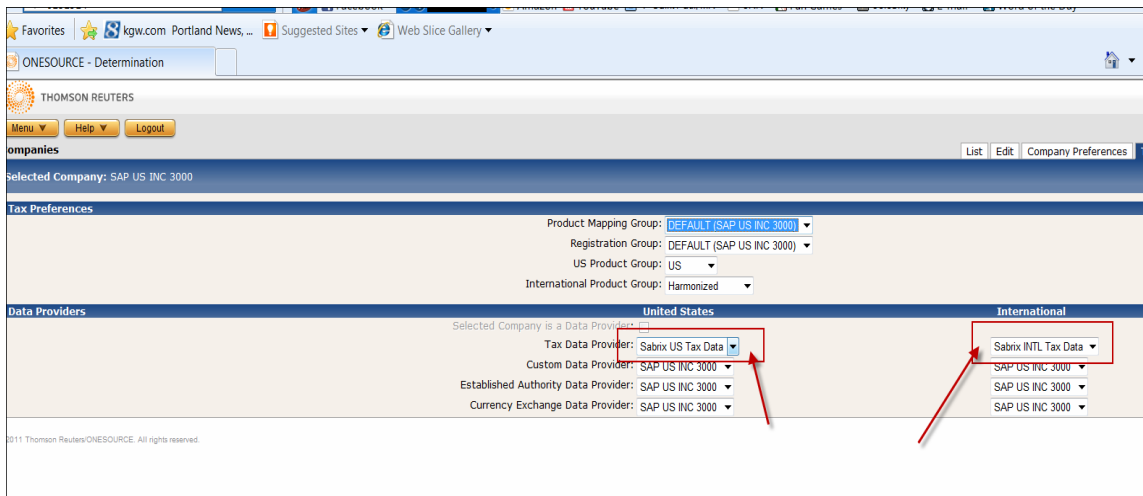 Favorites kgw.com Portland News, ... Suggested Sites ▼ Web Slice Gallery ▼
ONESOURCE - Determination
THOMSON REUTERS
Menu ▼ Help ▼ Logout
ompanies List Edit Company Preferences
Selected Company: SAP US INC 3000
Tax Preferences
Product Mapping Group: DEFAULT (SAP US INC 3000) ▼
Registration Group: DEFAULT (SAP US INC 3000) ▼
US Product Group: US ▼
International Product Group: Harmonized ▼
Data Providers United States International
Selected Company is a Data Provider:
Tax Data Provider: Sabrix US Tax Data ▼ Sabrix INTL Tax Data ▼
Custom Data Provider: SAP US INC 3000 ▼ SAP US INC 3000 ▼
Established Authority Data Provider: SAP US INC 3000 ▼ SAP US INC 3000 ▼
Currency Exchange Data Provider: SAP US INC 3000 ▼ SAP US INC 3000 ▼
2011 Thomson Reuters/ONESOURCE. All rights reserved.